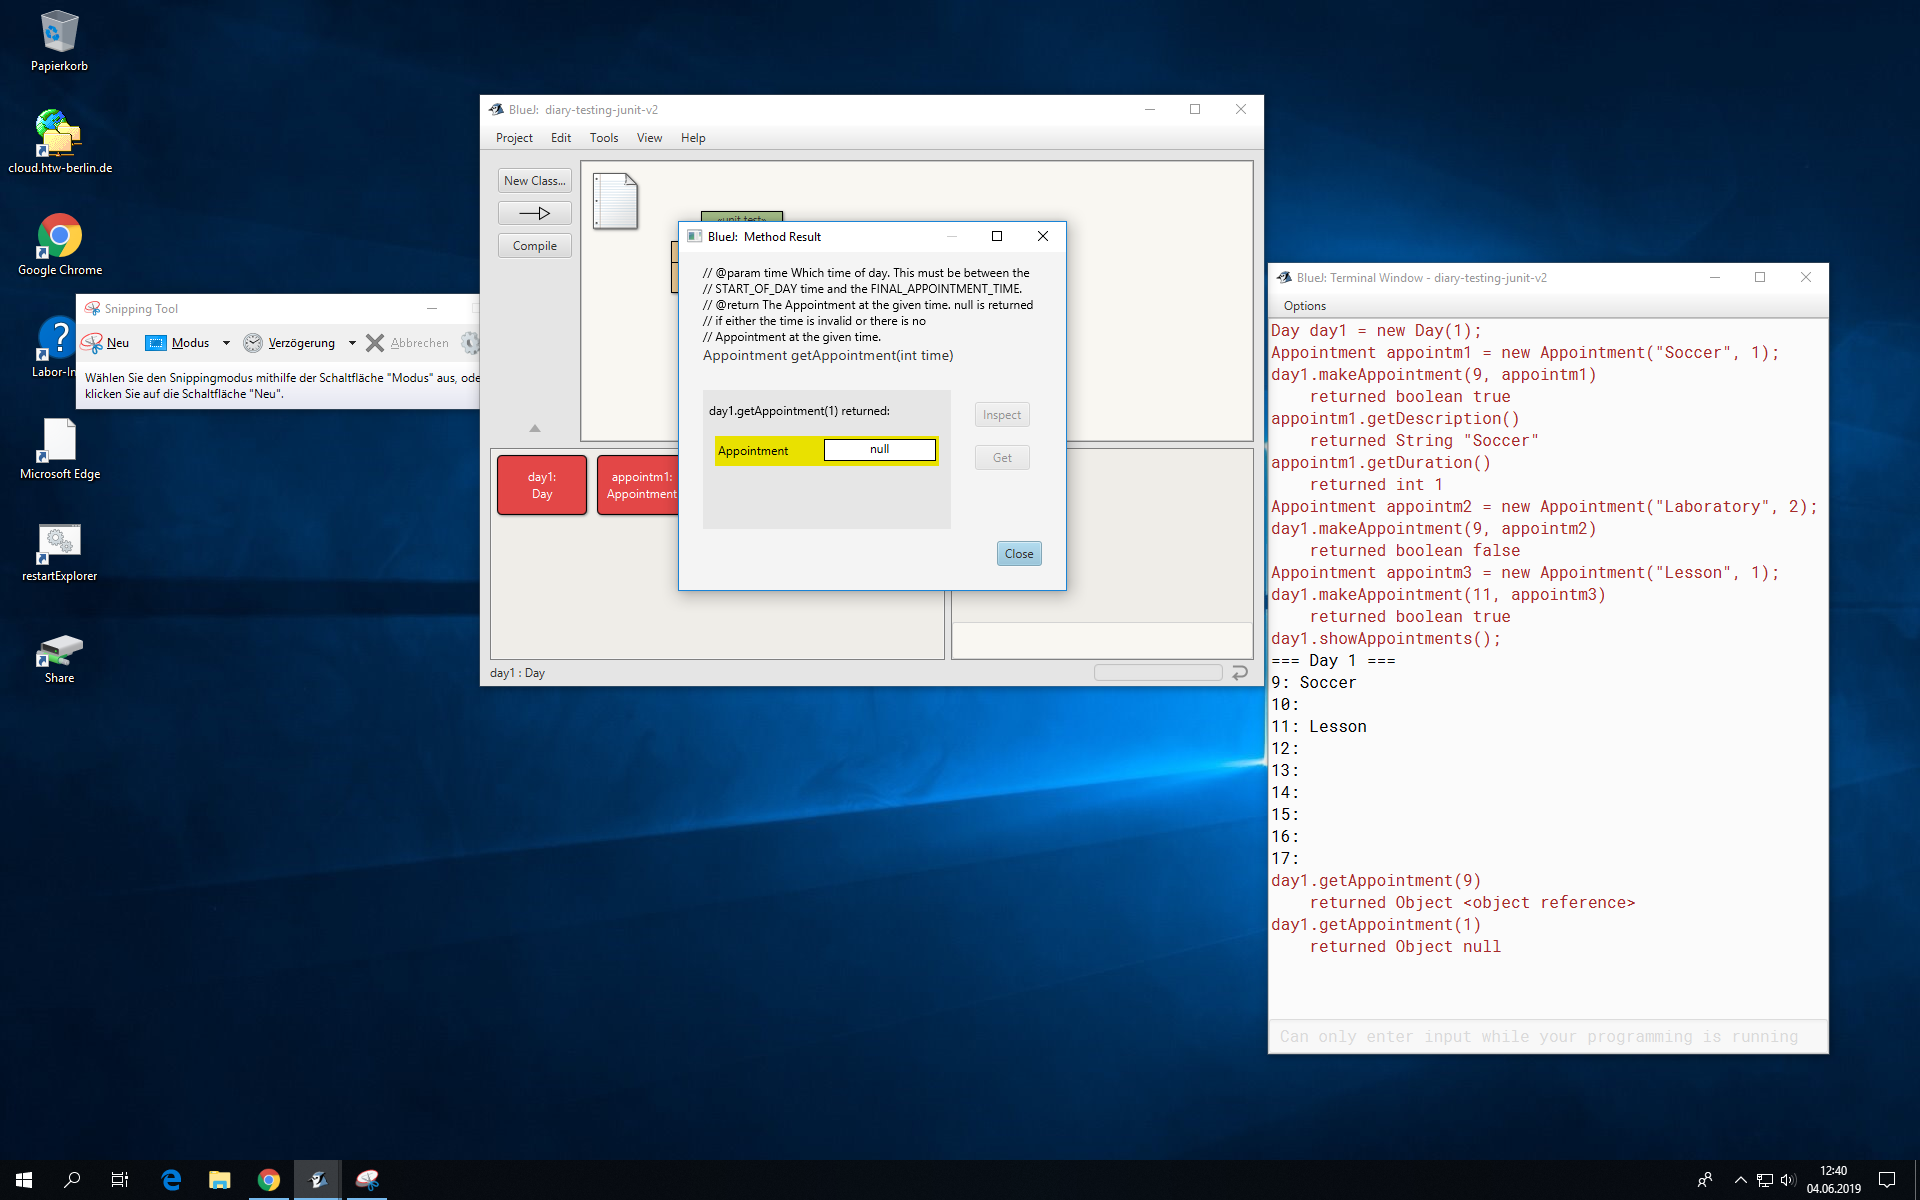 Papierkorb
cloud.htw-berlin.de
Google Chrome
Labor-In
Microsoft Edge
restartExplorer
Share
Snipping Tool
Neu
Modus
Verzögerung
Abbrechen
Wählen Sie den Snippingmodus mithilfe der Schaltfläche "Modus" aus, ode
klicken Sie auf die Schaltfläche "Neu".
BlueJ: diary-testing-junit-v2
Project Edit Tools View Help
New Class...
Compile
«unit test»
day1:
Day
appointm1:
Appointment
day1 : Day
BlueJ: Method Result
// @param time Which time of day. This must be between the
// START_OF_DAY time and the FINAL_APPOINTMENT_TIME.
// @return The Appointment at the given time. null is returned
// if either the time is invalid or there is no
// Appointment at the given time.
Appointment getAppointment(int time)
day1.getAppointment(1) returned:
Appointment null
Inspect
Get
Close
BlueJ: Terminal Window - diary-testing-junit-v2
Options
Day day1 = new Day(1);
Appointment appointm1 = new Appointment("Soccer", 1);
day1.makeAppointment(9, appointm1)
returned boolean true
appointm1.getDescription()
returned String "Soccer"
appointm1.getDuration()
returned int 1
Appointment appointm2 = new Appointment("Laboratory", 2);
day1.makeAppointment(9, appointm2)
returned boolean false
Appointment appointm3 = new Appointment("Lesson", 1);
day1.makeAppointment(11, appointm3)
returned boolean true
day1.showAppointments();
=== Day 1 ===
9: Soccer
10:
11: Lesson
12:
13:
14:
15:
16:
17:
day1.getAppointment(9)
returned Object <object reference>
day1.getAppointment(1)
returned Object null
Can only enter input while your programming is running
12:40
04.06.2019